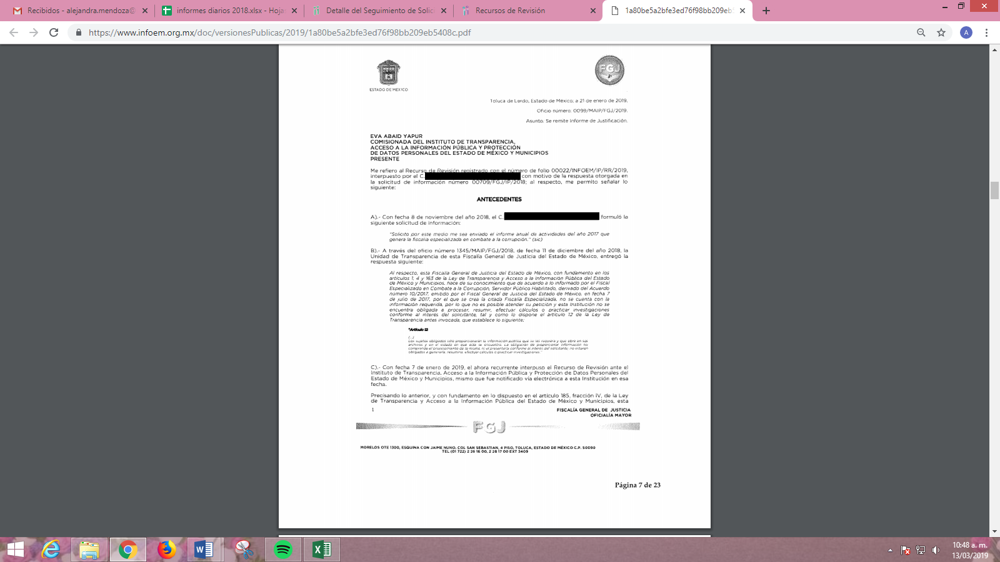 Recibidos - alejandra.mendoza@
informes diarios 2018.xlsx - Hoja
Detalle del Seguimiento de Solic
Recursos de Revisión
1a80be5a2bfe3ed76f98bb209eb5
https://www.infoem.org.mx/doc/versionesPublicas/2019/1a80be5a2bfe3ed76f98bb209eb5408c.pdf
A
ESTADO DE MÉXICO
FGJ
Toluca de Lerdo, Estado de México; a 21 de enero de 2019.
Oficio número. 0099/MAIP/FGJ/2019.
Asunto. Se remite Informe de Justificación.
EVA ABAID YAPUR
COMISIONADA DEL INSTITUTO DE TRANSPARENCIA,
ACCESO A LA INFORMACIÓN PÚBLICA Y PROTECCIÓN
DE DATOS PERSONALES DEL ESTADO DE MÉXICO Y MUNICIPIOS
PRESENTE
Me refiero al Recurso de Revisión registrado con el número de folio 00022/INFOEM/IP/RR/2019,
interpuesto por el C. con motivo de la respuesta otorgada en
la solicitud de información número 00709/FGJ/IP/2018; al respecto, me permito señalar lo
siguiente:
ANTECEDENTES
A).- Con fecha 8 de noviembre del año 2018, el C. formuló la
siguiente solicitud de información:
"Solicito por este medio me sea enviado el informe anual de actividades del año 2017 que
genera la fiscalia especializada en combate a la corrupción." (sic)
B).- A través del oficio número 1345/MAIP/FGJ/2018, de fecha 11 de diciembre del año 2018, la
Unidad de Transparencia de esta Fiscalía General de Justicia del Estado de México, entregó la
respuesta siguiente:
Al respecto, esta Fiscalía General de Justicia del Estado de México, con fundamento en los
artículos 1, 4 y 163 de la Ley de Transparencia y Acceso a la Información Pública del Estado
de México y Municipios, hace de su conocimiento que de acuerdo a lo informado por el Fiscal
Especializado en Combate a la Corrupción, Servidor Público Habilitado, derivado del Acuerdo
número 10/2017, emitido por el Fiscal General de Justicia del Estado de México, en fecha 7
de julio de 2017, por el que se crea la citada Fiscalía Especializada, no se cuenta con la
información requerida, por lo que no es posible atender su petición y esta Institución no se
encuentra obligada a procesar, resumir, efectuar cálculos o practicar investigaciones
conforme al interés del solicitante, tal y como lo dispone el artículo 12 de la Ley de
Transparencia antes invocada, que establece lo siguiente:
"Artículo 12
(...)
Los sujetos obligados sólo proporcionarán la información pública que se les requiera y que obre en sus
archivos y en el estado en que ésta se encuentre. La obligación de proporcionar información no
comprende el procesamiento de la misma, ni el presentarla conforme al interés del solicitante; no estarán
obligados a generarla, resumirla, efectuar cálculos o practicar investigaciones."
C).- Con fecha 7 de enero de 2019, el ahora recurrente interpuso el Recurso de Revisión ante el
Instituto de Transparencia, Acceso a la Información Pública y Protección de Datos Personales del
Estado de México y Municipios, mismo que fue notificado vía electrónica a esta Institución en esa
fecha.
Precisando lo anterior, y con fundamento en lo dispuesto en el artículo 185, fracción IV, de la Ley
de Transparencia y Acceso a la Información Pública del Estado de México y Municipios, esta
1
FISCALÍA GENERAL DE JUSTICIA
OFICIALÍA MAYOR
FGJ
MORELOS OTE 1300, ESQUINA CON JAIME NUNO, COL SAN SEBASTIAN, 4 PISO, TOLUCA, ESTADO DE MÉXICO C.P. 50090
TEL (01 722) 2 26 16 00, 2 26 17 00 EXT 3409
Página 7 de 23
10:48 a. m.
13/03/2019